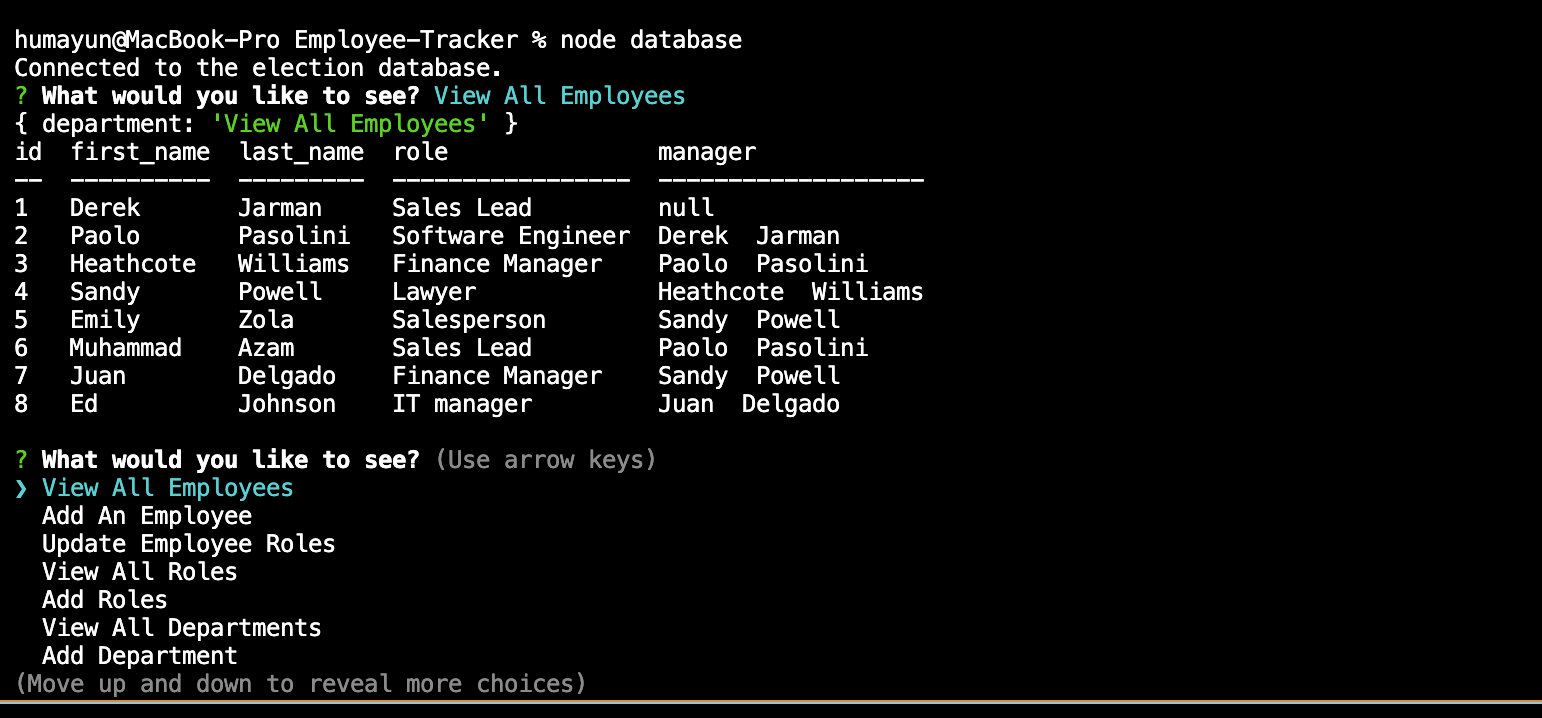 humayun@MacBook-Pro Employee-Tracker % node database
Connected to the election database.
? What would you like to see? View All Employees
{ department: 'View All Employees' }
id  first_name  last_name  role               manager
--  ----------  ---------  -----------------  -------------------
1   Derek       Jarman     Sales Lead         null
2   Paolo       Pasolini   Software Engineer  Derek  Jarman
3   Heathcote   Williams   Finance Manager    Paolo  Pasolini
4   Sandy       Powell     Lawyer             Heathcote  Williams
5   Emily       Zola       Salesperson        Sandy  Powell
6   Muhammad    Azam       Sales Lead         Paolo  Pasolini
7   Juan        Delgado    Finance Manager    Sandy  Powell
8   Ed          Johnson    IT manager         Juan  Delgado
? What would you like to see? (Use arrow keys)
❯ View All Employees
  Add An Employee
  Update Employee Roles
  View All Roles
  Add Roles
  View All Departments
  Add Department
(Move up and down to reveal more choices)